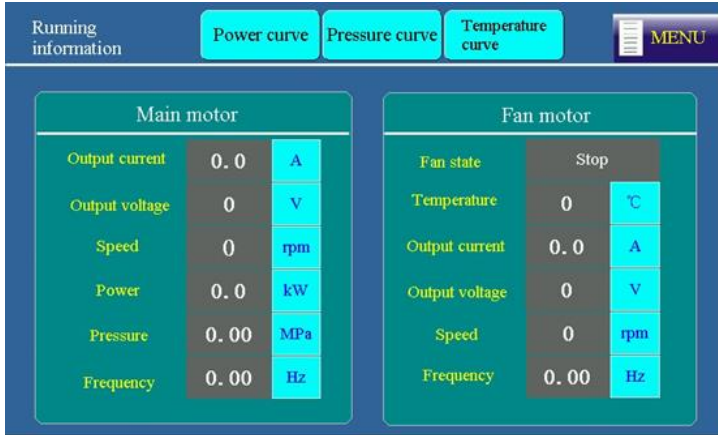 Running
information
Power curve
Pressure curve
Temperature
curve
MENU
Main motor
Output current 0.0 A
Output voltage 0 V
Speed 0 rpm
Power 0.0 kW
Pressure 0.00 MPa
Frequency 0.00 Hz
Fan motor
Fan state Stop
Temperature 0 ℃
Output current 0.0 A
Output voltage 0 V
Speed 0 rpm
Frequency 0.00 Hz